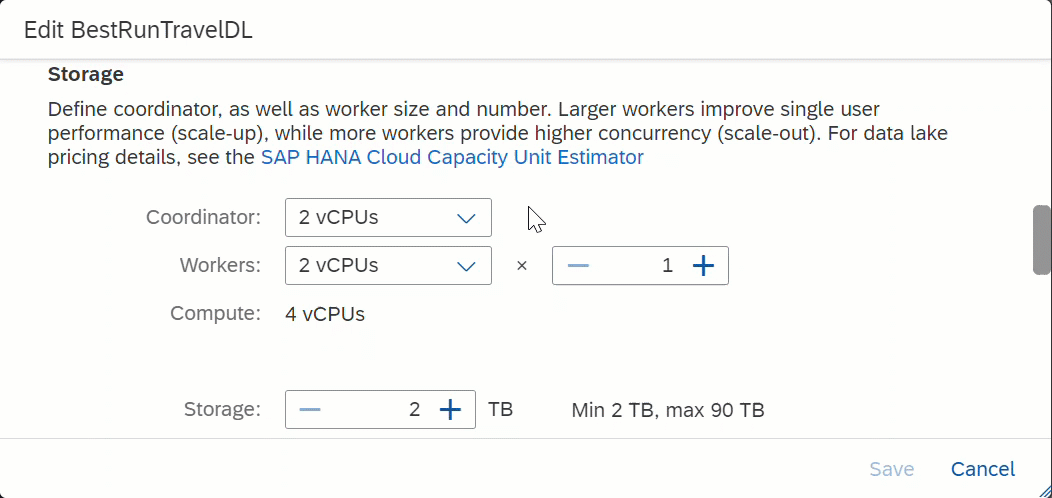 Edit BestRunTravelDL
Storage
Define coordinator, as well as worker size and number. Larger workers improve single user
performance (scale-up), while more workers provide higher concurrency (scale-out). For data lake
pricing details, see the SAP HANA Cloud Capacity Unit Estimator
Coordinator: 2 vCPUs
Workers: 2 vCPUs × − 1 +
Compute: 4 vCPUs
Storage: − 2 + TB Min 2 TB, max 90 TB
Save Cancel